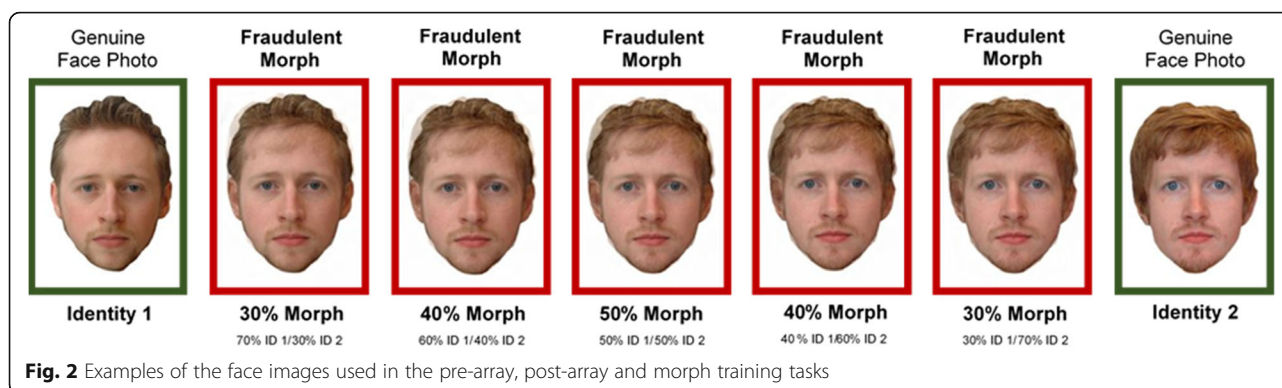 Genuine
Face Photo
Fraudulent
Morph
Fraudulent
Morph
Fraudulent
Morph
Fraudulent
Morph
Fraudulent
Morph
Genuine
Face Photo
Identity 1
30% Morph
70% ID 1/30% ID 2
40% Morph
60% ID 1/40% ID 2
50% Morph
50% ID 1/50% ID 2
40% Morph
40% ID 1/60% ID 2
30% Morph
30% ID 1/70% ID 2
Identity 2
Fig. 2 Examples of the face images used in the pre-array, post-array and morph training tasks